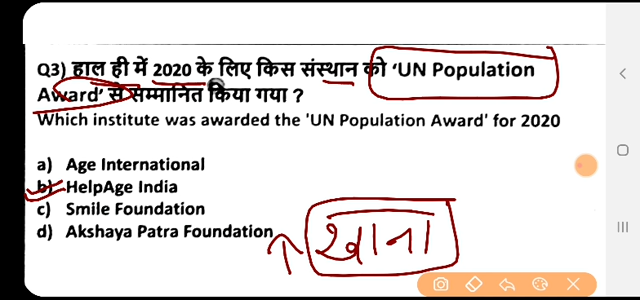 Q3) हाल ही में 2020 के लिए किस संस्थान को 'UN Population
Award' से सम्मानित किया गया ?
Which institute was awarded the 'UN Population Award' for 2020
a) Age International
b) HelpAge India
c) Smile Foundation
d) Akshaya Patra Foundation
खाना